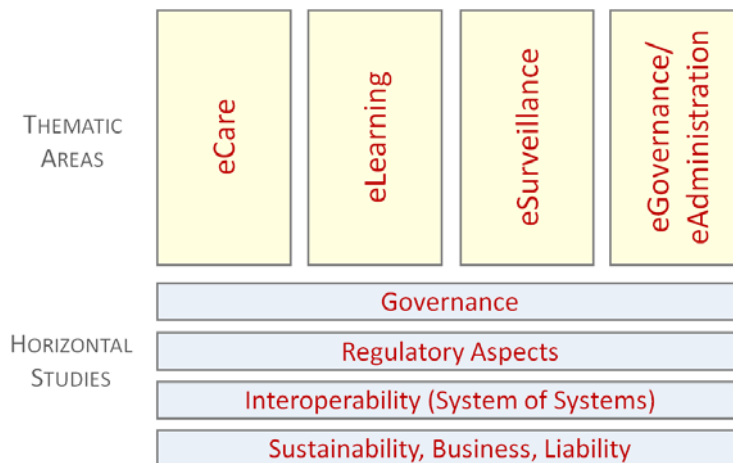 THEMATIC
AREAS
eCare
eLearning
eSurveillance
eGovernance/
eAdministration
HORIZONTAL
STUDIES
Governance
Regulatory Aspects
Interoperability (System of Systems)
Sustainability, Business, Liability